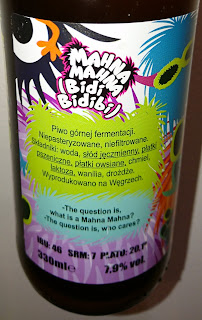 MAHNA
MAHNA
(Bidi
Bidibi)
Piwo górnej fermentacji.
Niepasteryzowane, niefiltrowane.
Składniki: woda, słód jęczmienny, płatki
pszeniczne, płatki owsiane, chmiel,
laktoza, wanilia, drożdże.
Wyprodukowano na Węgrzech.
-The question is,
what is a Mahna Mahna?
-The question is, who cares?
IBU: 46 SRM: 7 PLATO: 20,1
330ml℮ 7,9% vol.